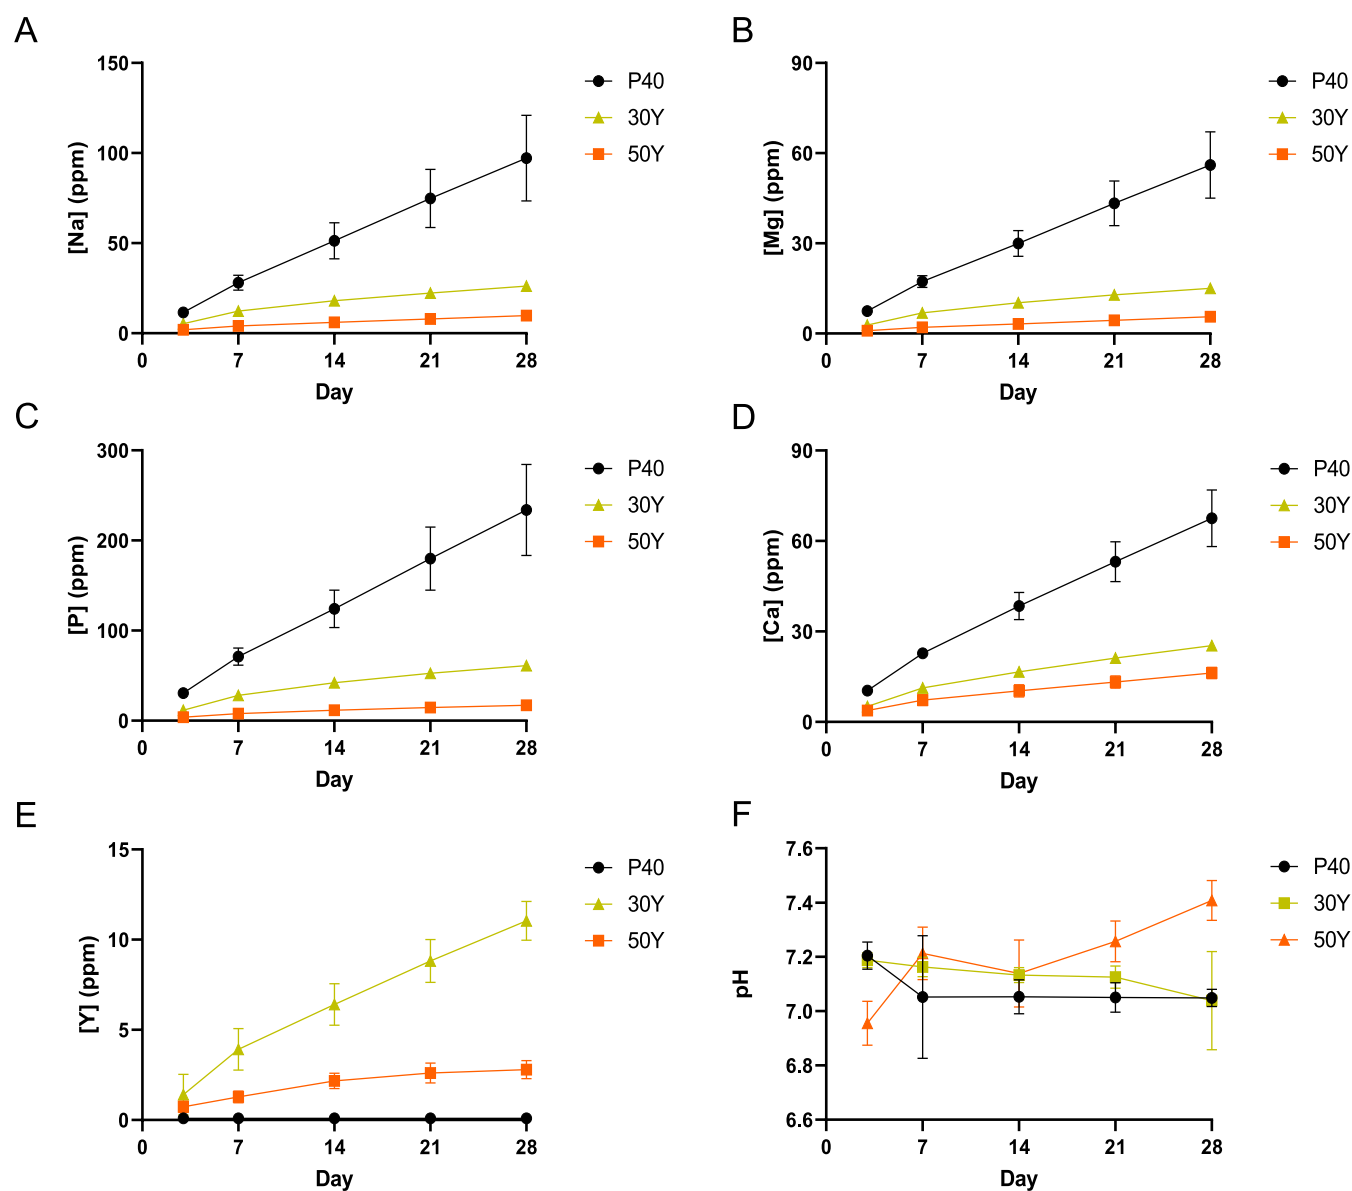 A
150
100
50
0
[Na] (ppm)
0 7 14 21 28
Day
P40
30Y
50Y
B
90
60
30
0
[Mg] (ppm)
0 7 14 21 28
Day
P40
30Y
50Y
C
300
200
100
0
[P] (ppm)
0 7 14 21 28
Day
P40
30Y
50Y
D
90
60
30
0
[Ca] (ppm)
0 7 14 21 28
Day
P40
30Y
50Y
E
15
10
5
0
[Y] (ppm)
0 7 14 21 28
Day
P40
30Y
50Y
F
7.6
7.4
7.2
7.0
6.8
6.6
pH
0 7 14 21 28
Day
P40
30Y
50Y